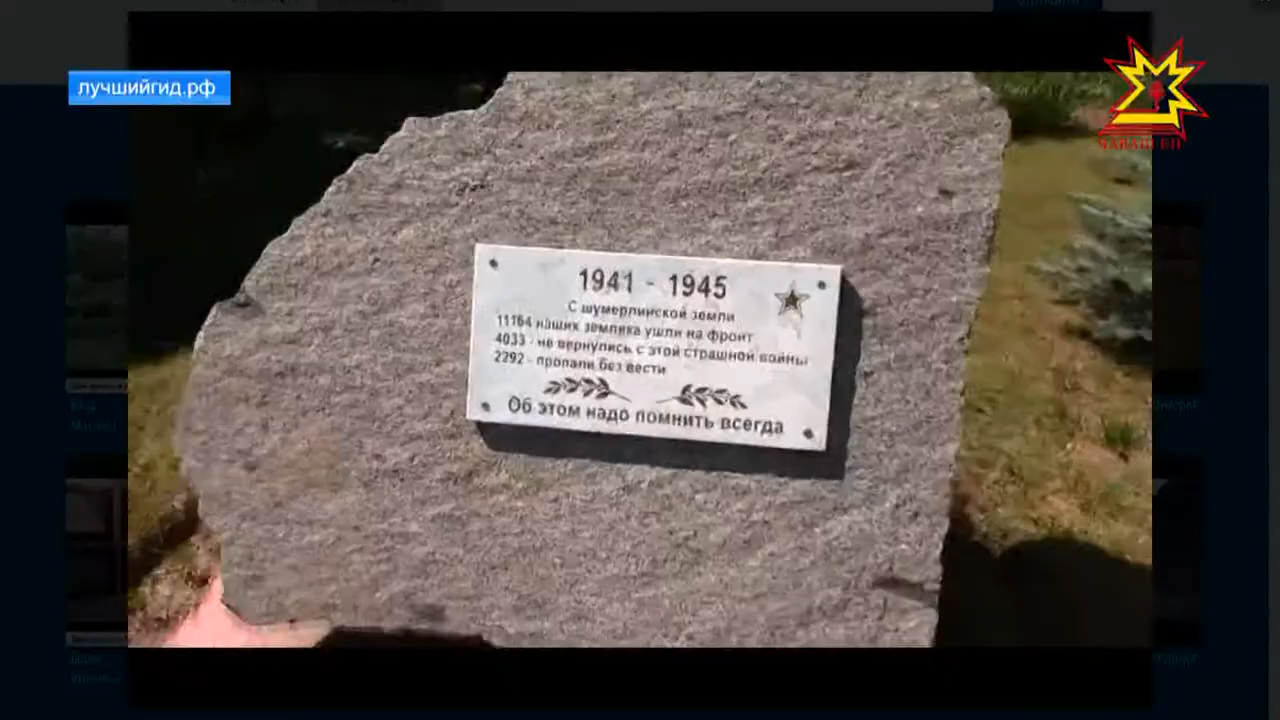 лучшийгид.рф
1941 - 1945
С шумерлинской земли
11164 наших земляка ушли на фронт
4033 - не вернулись с этой страшной войны
2292 - пропали без вести
Об этом надо помнить всегда